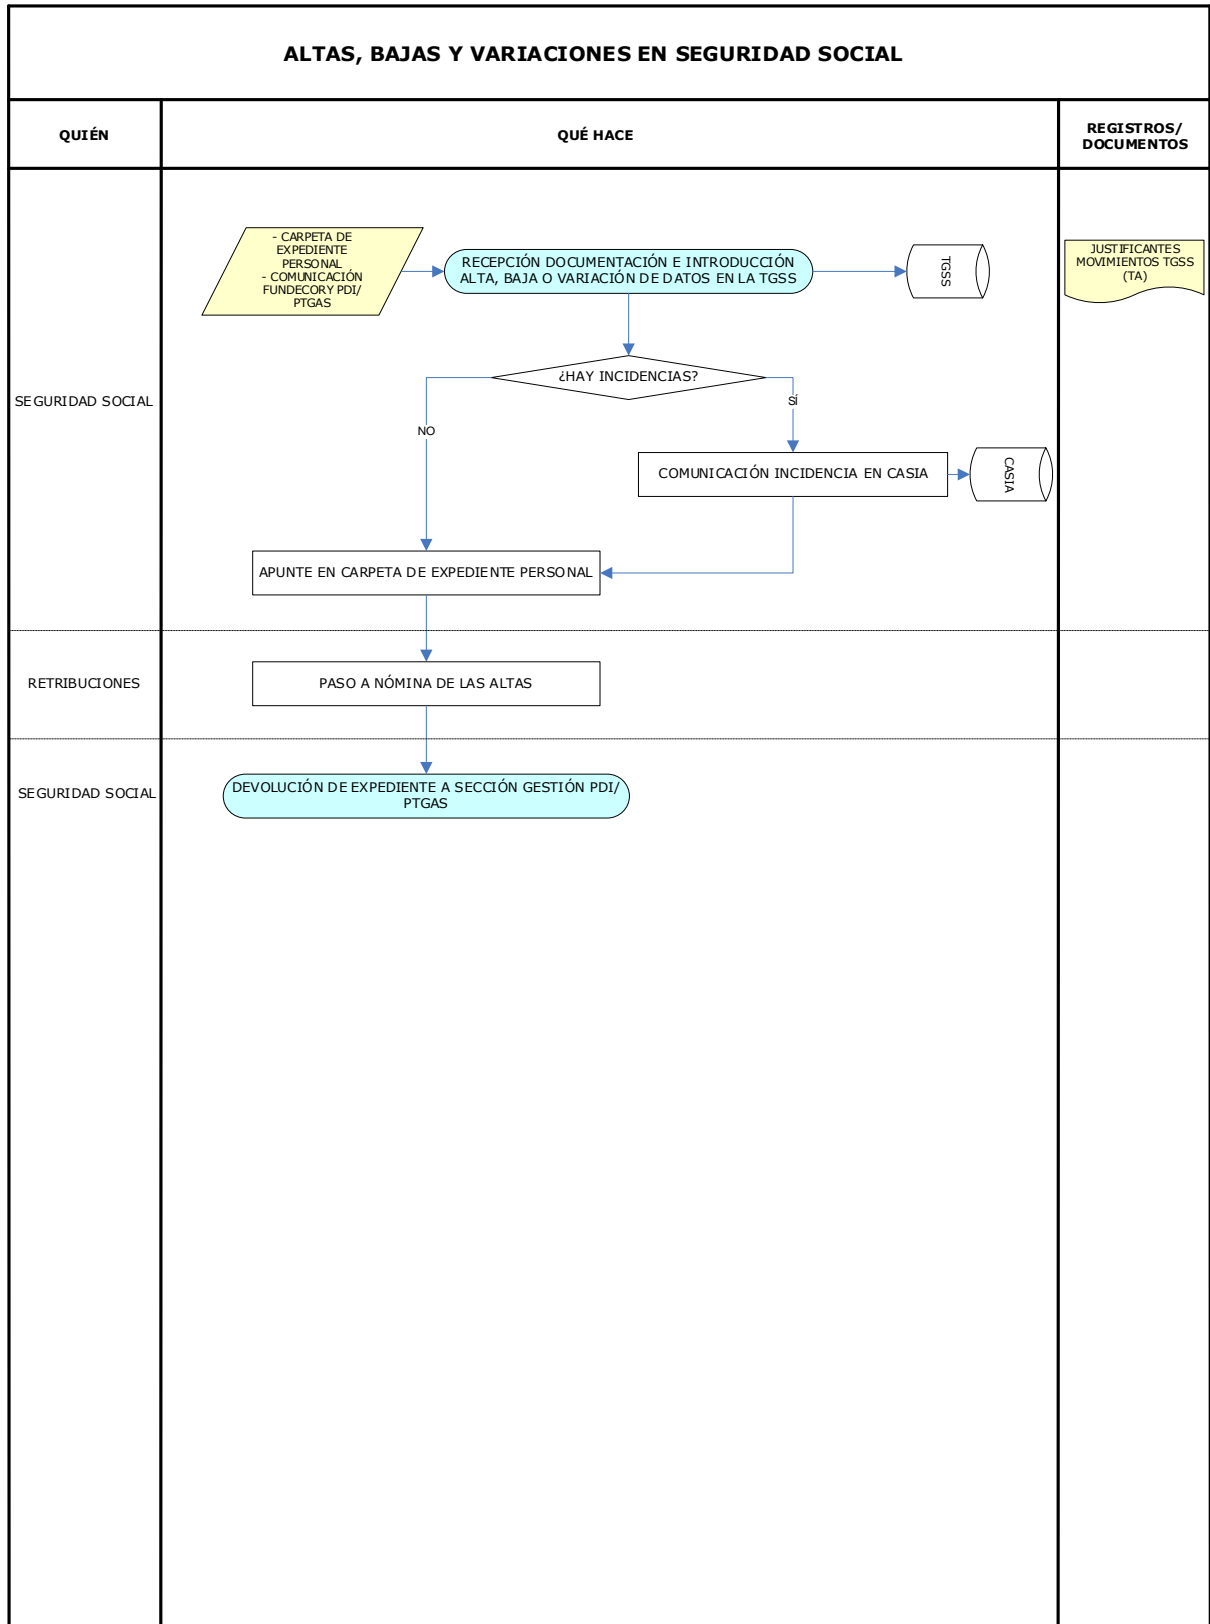 ALTAS, BAJAS Y VARIACIONES EN SEGURIDAD SOCIAL
QUIÉN
QUÉ HACE
REGISTROS/
DOCUMENTOS
- CARPETA DE
EXPEDIENTE
PERSONAL
- COMUNICACIÓN
FUNDECORY PDI/
PTGAS
RECEPCIÓN DOCUMENTACIÓN E INTRODUCCIÓN
ALTA, BAJA O VARIACIÓN DE DATOS EN LA TGSS
TGSS
JUSTIFICANTES
MOVIMIENTOS TGSS
(TA)
¿HAY INCIDENCIAS?
SEGURIDAD SOCIAL
SÍ
NO
COMUNICACIÓN INCIDENCIA EN CASIA
CASIA
APUNTE EN CARPETA DE EXPEDIENTE PERSONAL
RETRIBUCIONES
PASO A NÓMINA DE LAS ALTAS
SEGURIDAD SOCIAL
DEVOLUCIÓN DE EXPEDIENTE A SECCIÓN GESTIÓN PDI/
PTGAS